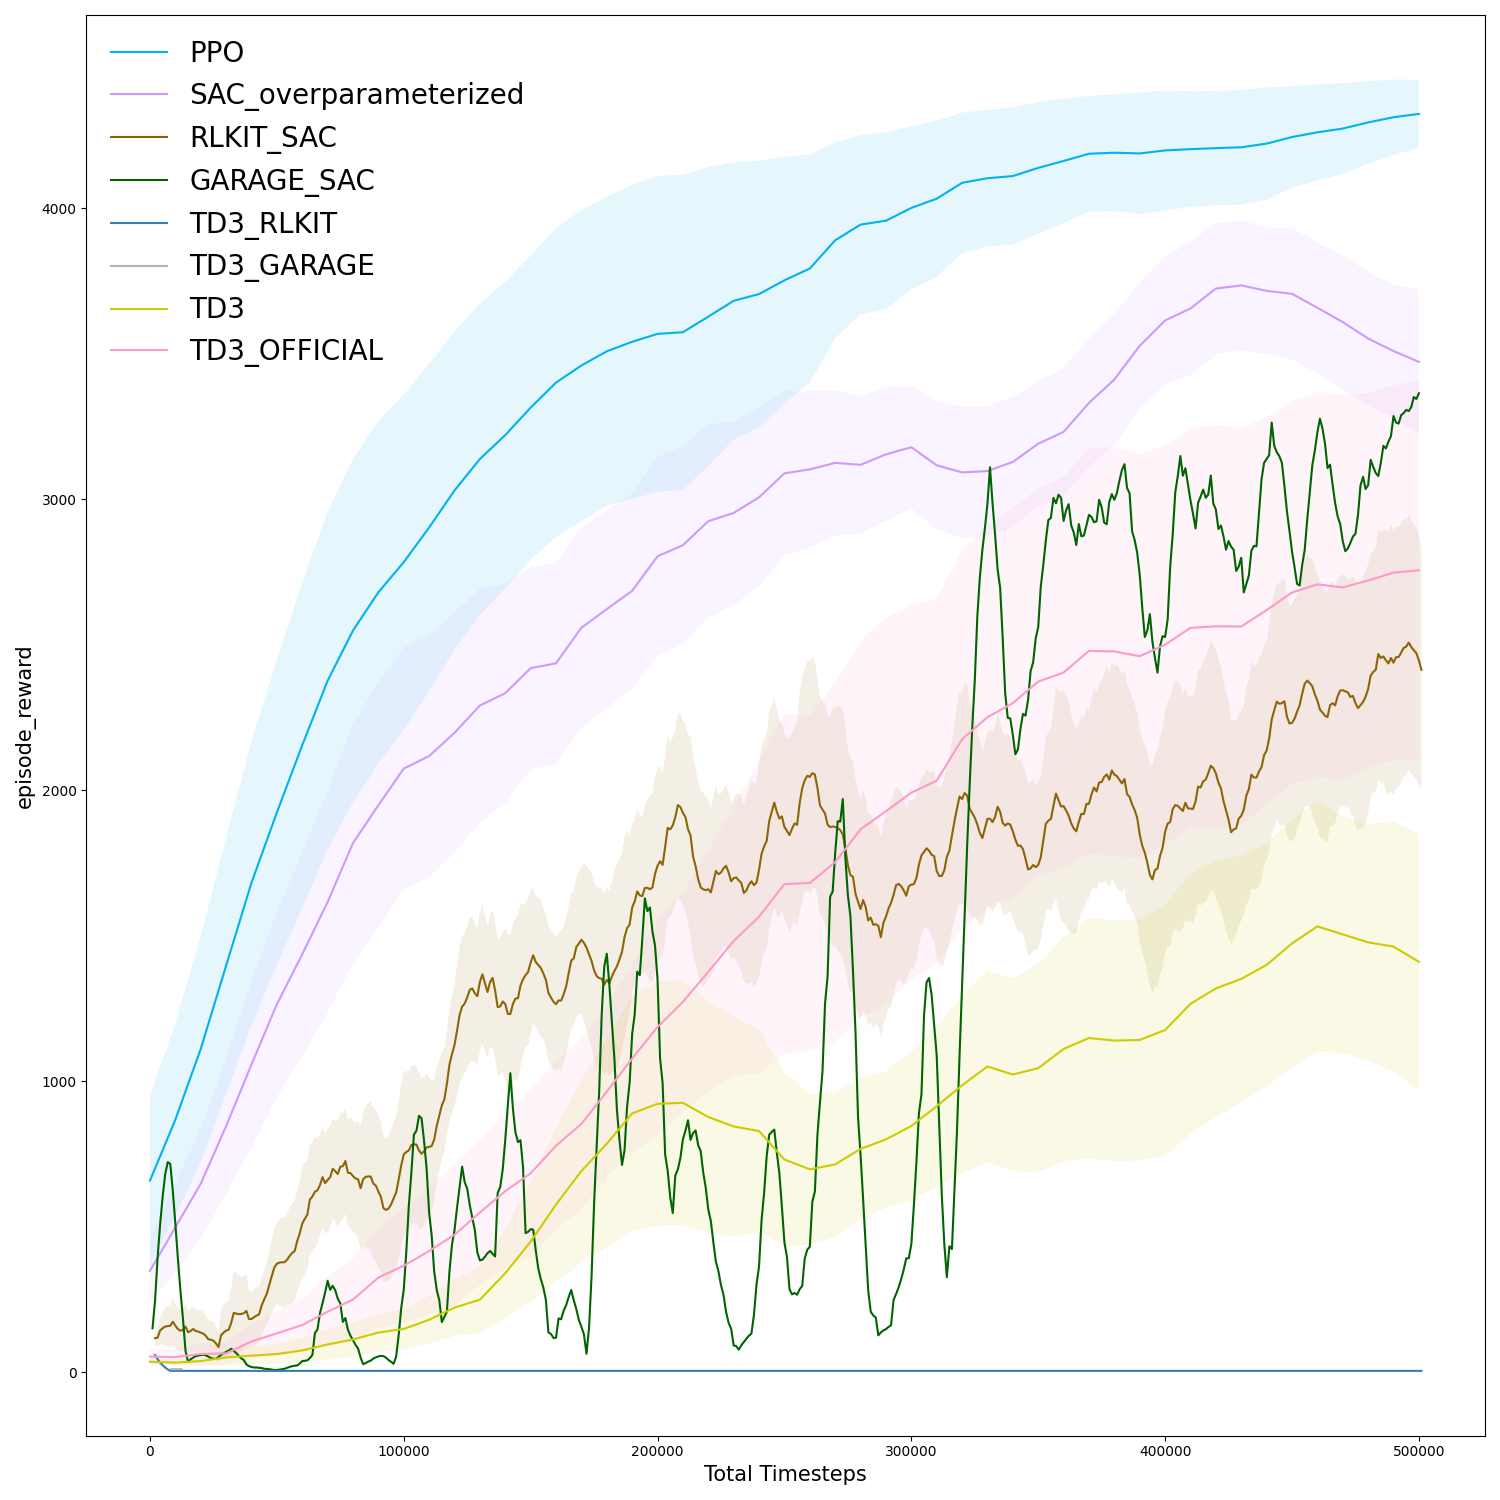 PPO
SAC_overparameterized
RLKIT_SAC
GARAGE_SAC
TD3_RLKIT
TD3_GARAGE
TD3
TD3_OFFICIAL
episode_reward
4000
3000
2000
1000
0
0 100000 200000 300000 400000 500000
Total Timesteps